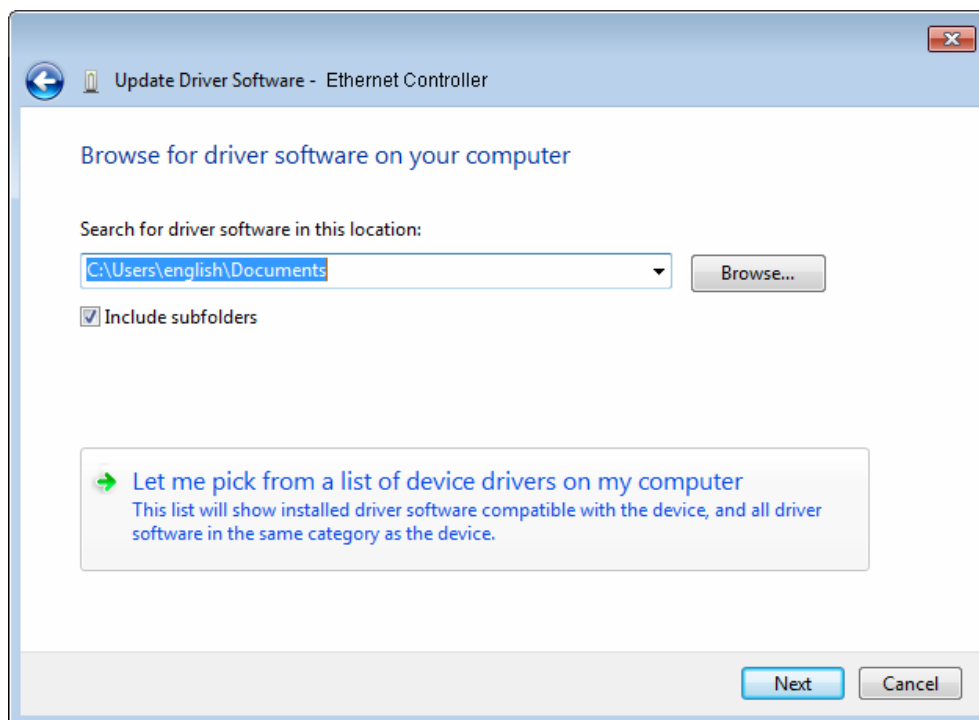 Update Driver Software - Ethernet Controller
Browse for driver software on your computer
Search for driver software in this location:
C:\Users\english\Documents
Browse...
Include subfolders
Let me pick from a list of device drivers on my computer
This list will show installed driver software compatible with the device, and all driver
software in the same category as the device.
Next
Cancel